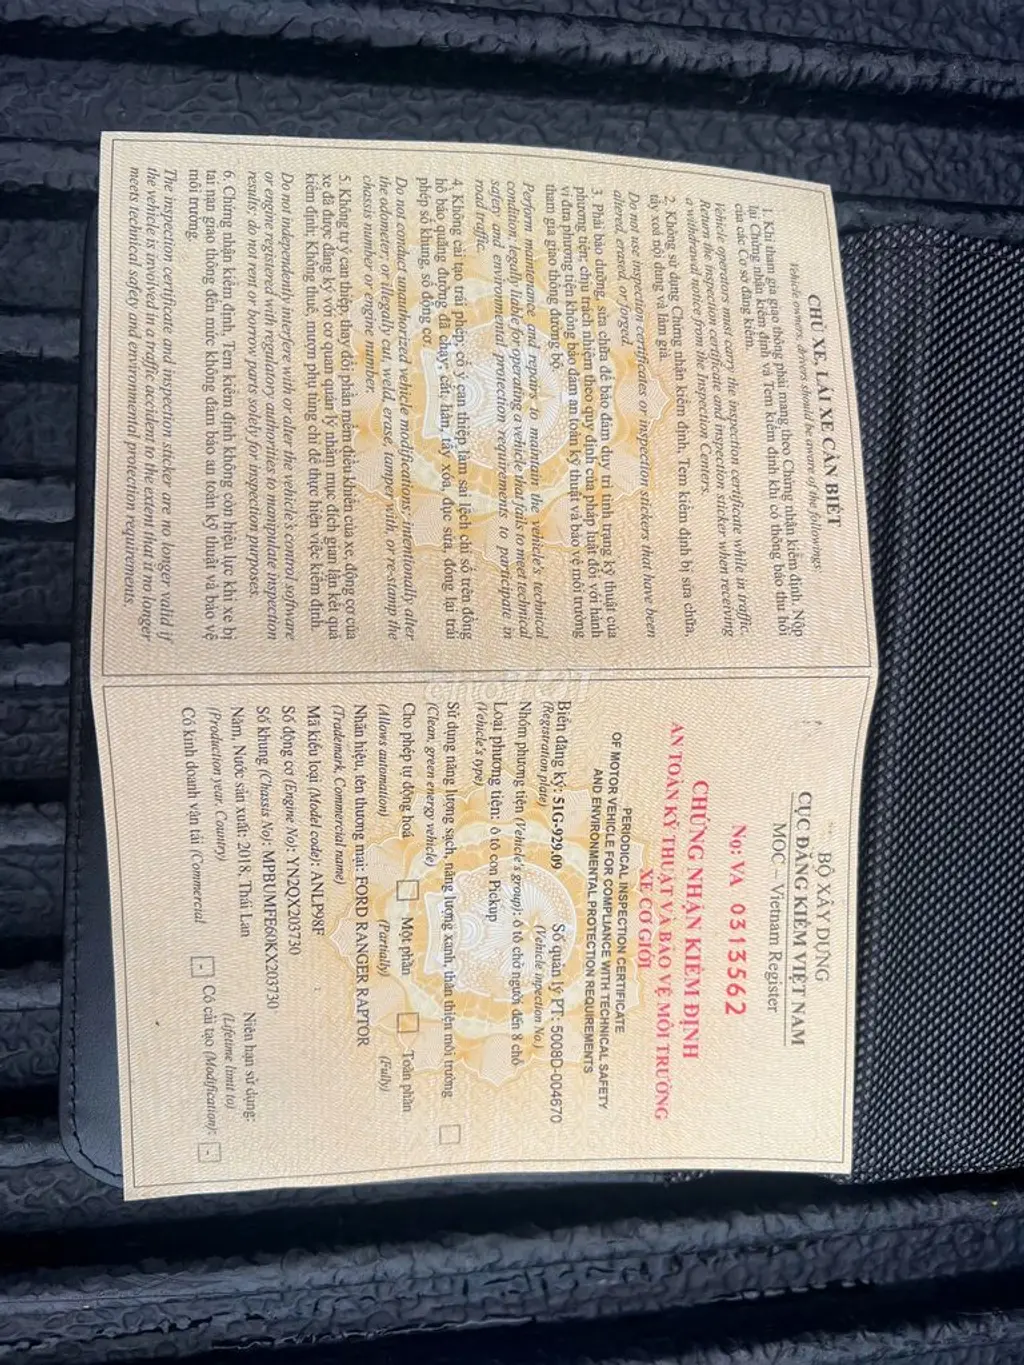 CHỦ XE, LÁI XE CẦN BIẾT
Vehicle owners, drivers should be aware of the followings:
1. Khi tham gia giao thông phải mang theo Chứng nhận kiểm định. Nộp
lại Chứng nhận kiểm định và Tem kiểm định khi có thông báo thu hồi
của các Cơ sở đăng kiểm.
Vehicle operators must carry the inspection certificate while in traffic.
Return the inspection certificate and inspection sticker when receiving
a withdrawal notice from the Inspection Centers.
2. Không sử dụng Chứng nhận kiểm định, Tem kiểm định bị sửa chữa,
tẩy xoá nội dung và làm giả.
Do not use inspection certificates or inspection stickers that have been
altered, erased, or forged.
3. Phải bảo dưỡng, sửa chữa để bảo đảm duy trì tình trạng kỹ thuật của
phương tiện; chịu trách nhiệm theo quy định của pháp luật đối với hành
vi đưa phương tiện không bảo đảm an toàn kỹ thuật và bảo vệ môi trường
tham gia giao thông đường bộ.
Perform maintenance and repairs to maintain the vehicle's technical
condition; legally liable for operating a vehicle that fails to meet technical
safety and environmental protection requirements to participate in
road traffic.
4. Không cải tạo trái phép; cố ý can thiệp làm sai lệch chỉ số trên đồng
hồ báo quãng đường đã chạy; cắt, hàn, tẩy xóa, đục sửa, đóng lại trái
phép số khung, số động cơ.
Do not conduct unauthorized vehicle modifications; intentionally alter
the odometer; or illegally cut, weld, erase, tamper with, or re-stamp the
chassis number or engine number.
5. Không tự ý can thiệp, thay đổi phần mềm điều khiển của xe, động cơ của
xe đã được đăng ký với cơ quan quản lý nhằm mục đích gian lận kết quả
kiểm định; Không thuê, mượn phụ tùng chỉ để thực hiện việc kiểm định.
Do not independently interfere with or alter the vehicle's control software
or engine registered with regulatory authorities to manipulate inspection
results; do not rent or borrow parts solely for inspection purposes.
6. Chứng nhận kiểm định, Tem kiểm định không còn hiệu lực khi xe bị
tai nạn giao thông đến mức không đảm bảo an toàn kỹ thuật và bảo vệ
môi trường.
The inspection certificate and inspection sticker are no longer valid if
the vehicle is involved in a traffic accident to the extent that it no longer
meets technical safety and environmental protection requirements.
BỘ XÂY DỰNG
CỤC ĐĂNG KIỂM VIỆT NAM
MOC – Vietnam Register
No: VA 0313562
CHỨNG NHẬN KIỂM ĐỊNH
AN TOÀN KỸ THUẬT VÀ BẢO VỆ MÔI TRƯỜNG
XE CƠ GIỚI
PERIODICAL INSPECTION CERTIFICATE
OF MOTOR VEHICLE FOR COMPLIANCE WITH TECHNICAL SAFETY
AND ENVIRONMENTAL PROTECTION REQUIREMENTS
Biển đăng ký: 51G-929.09 Số quản lý PT: 5008D-004670
(Registration plate) (Vehicle inpection No.)
Nhóm phương tiện (Vehicle's group): ô tô chở người đến 8 chỗ
Loại phương tiện: ô tô con Pickup
(Vehicle's type)
Sử dụng năng lượng sạch, năng lượng xanh, thân thiện môi trường
(Clean, green energy vehicle)
Cho phép tự động hoá Một phần Toàn phần
(Allows automation) (Partially) (Fully)
Nhãn hiệu, tên thương mại: FORD RANGER RAPTOR
(Trademark, Commercial name)
Mã kiểu loại (Model code): ANLP98F
Số động cơ (Engine No): YN2QX203730
Số khung (Chassis No): MPBUMFE60KX203730
Năm, Nước sản xuất: 2018, Thái Lan Niên hạn sử dụng:
(Production year, Country) (Lifetime limit to)
Có kinh doanh vận tải (Commercial) - Có cải tạo (Modification): -
choTOT